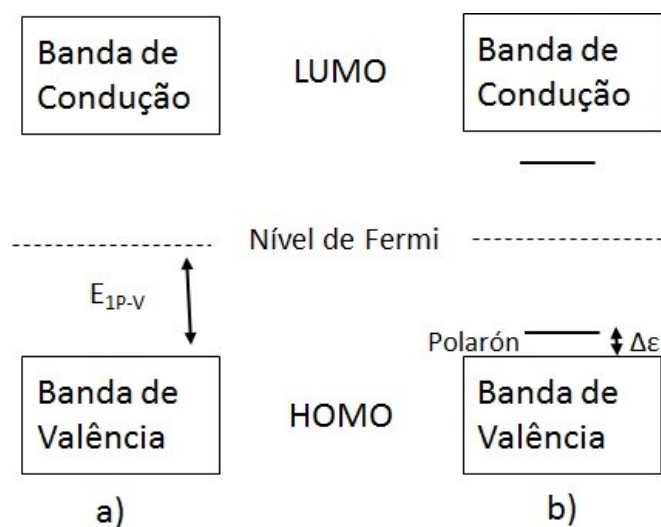 Banda de
Condução
LUMO
Banda de
Condução
Nível de Fermi
E1P-V
Polarón
Δε
Banda de
Valência
HOMO
Banda de
Valência
a)
b)